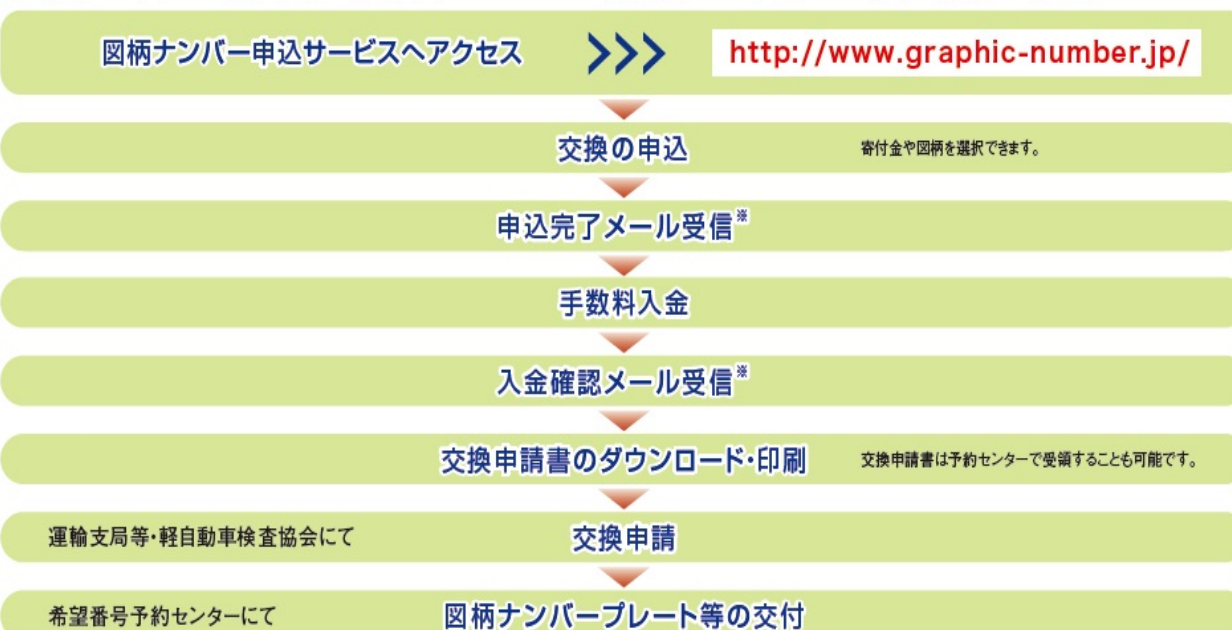 図柄ナンバー申込サービスへアクセス >>> http://www.graphic-number.jp/
交換の申込 寄付金や図柄を選択できます。
申込完了メール受信※
手数料入金
入金確認メール受信※
交換申請書のダウンロード・印刷 交換申請書は予約センターで受領することも可能です。
運輸支局等・軽自動車検査協会にて 交換申請
希望番号予約センターにて 図柄ナンバープレート等の交付